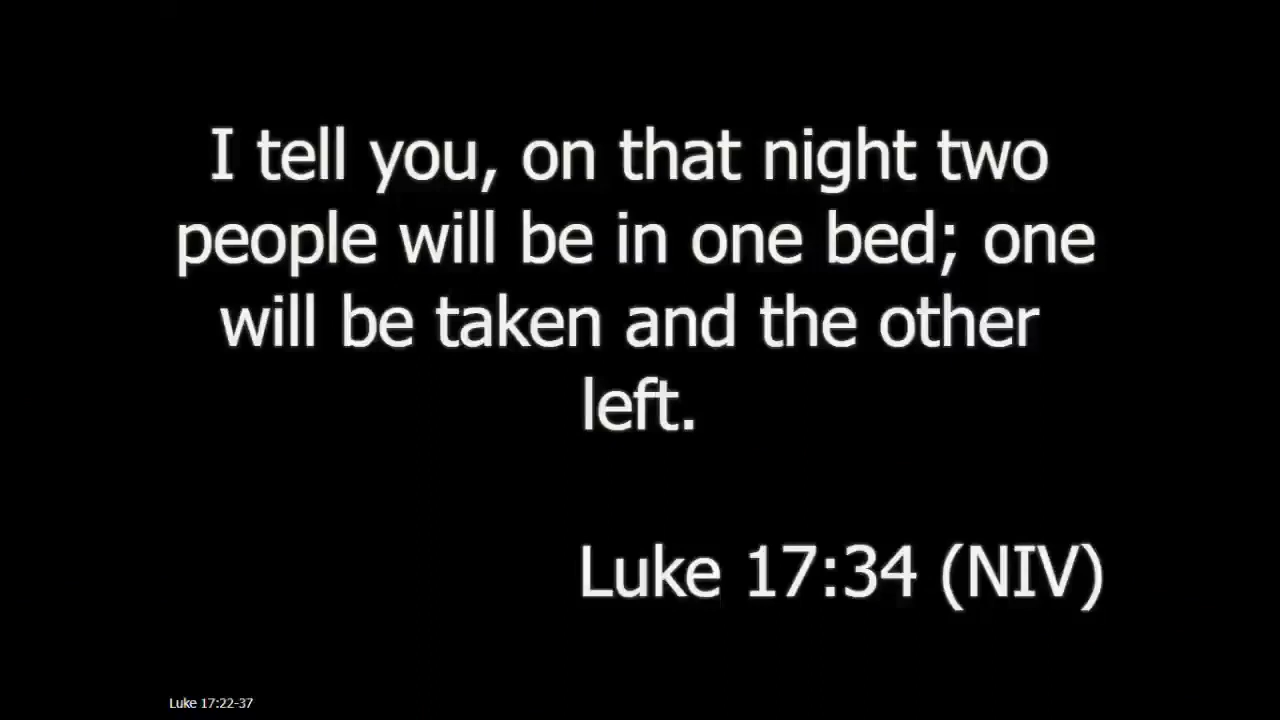 I tell you, on that night two
people will be in one bed; one
will be taken and the other
left.
Luke 17:34 (NIV)
Luke 17:22-37